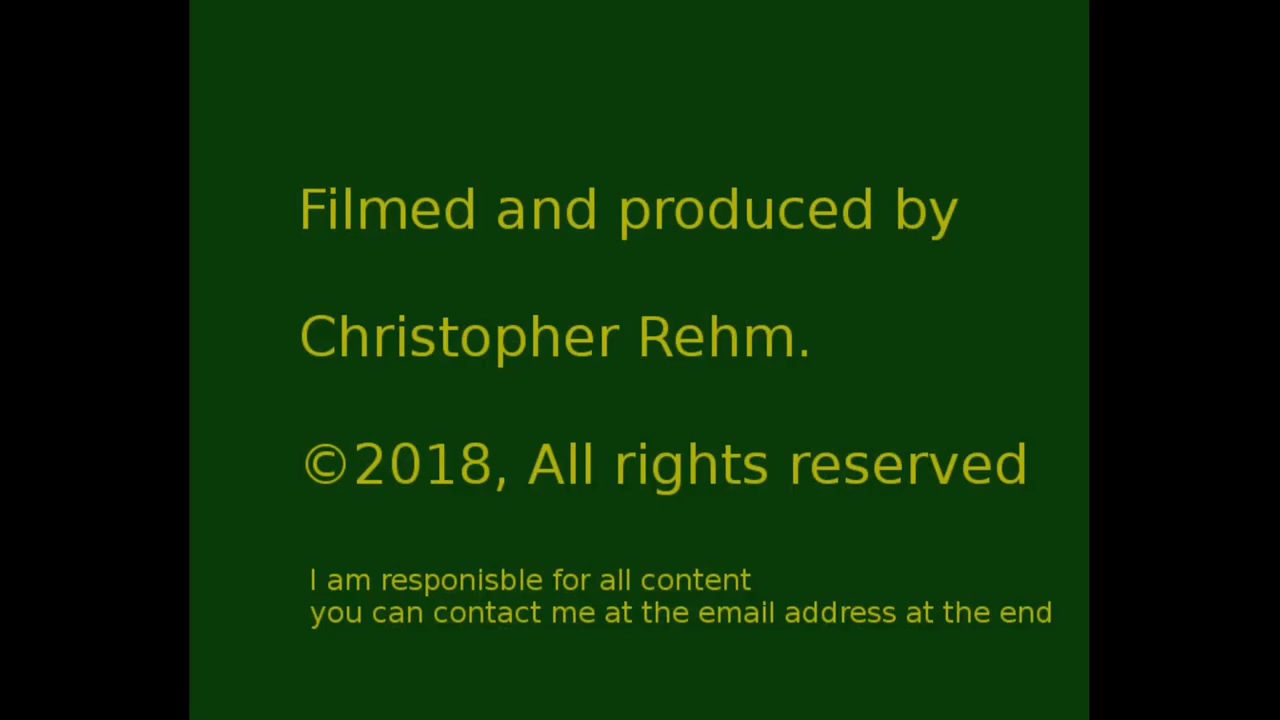 Filmed and produced by
Christopher Rehm.
©2018, All rights reserved
I am responisble for all content
you can contact me at the email address at the end